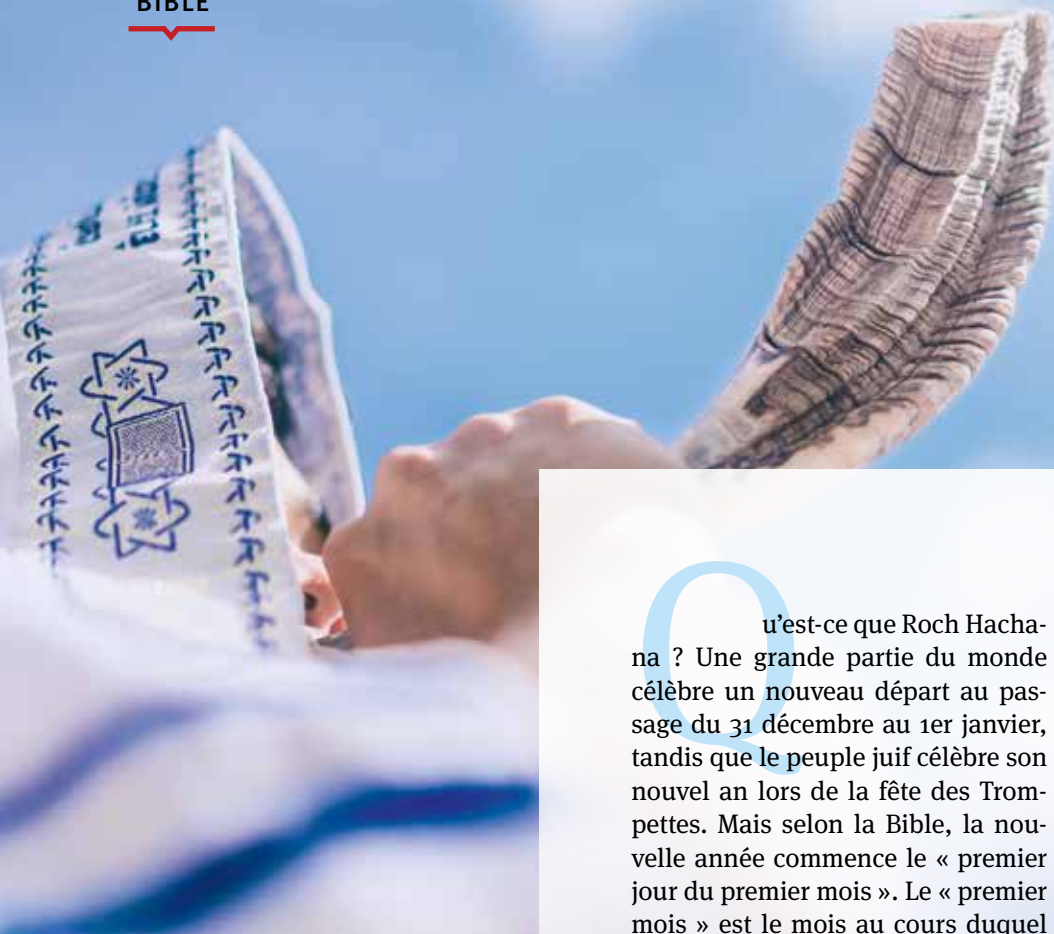 BIBLE
Qu’est-ce que Roch Hacha-
na ? Une grande partie du monde
célèbre un nouveau départ au pas-
sage du 31 décembre au 1er janvier,
tandis que le peuple juif célèbre son
nouvel an lors de la fête des Trom-
pettes. Mais selon la Bible, la nou-
velle année commence le « premier
jour du premier mois ». Le « premier
mois » est le mois au cours duquel